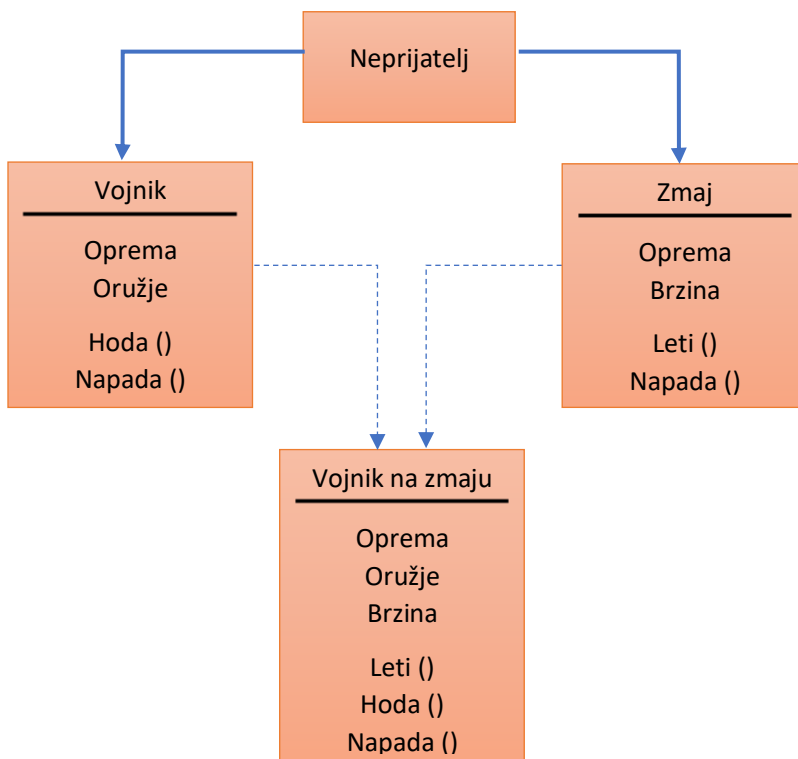 Neprijatelj
Vojnik
Oprema
Oružje
Hoda ()
Napada ()
Zmaj
Oprema
Brzina
Leti ()
Napada ()
Vojnik na zmaju
Oprema
Oružje
Brzina
Leti ()
Hoda ()
Napada ()